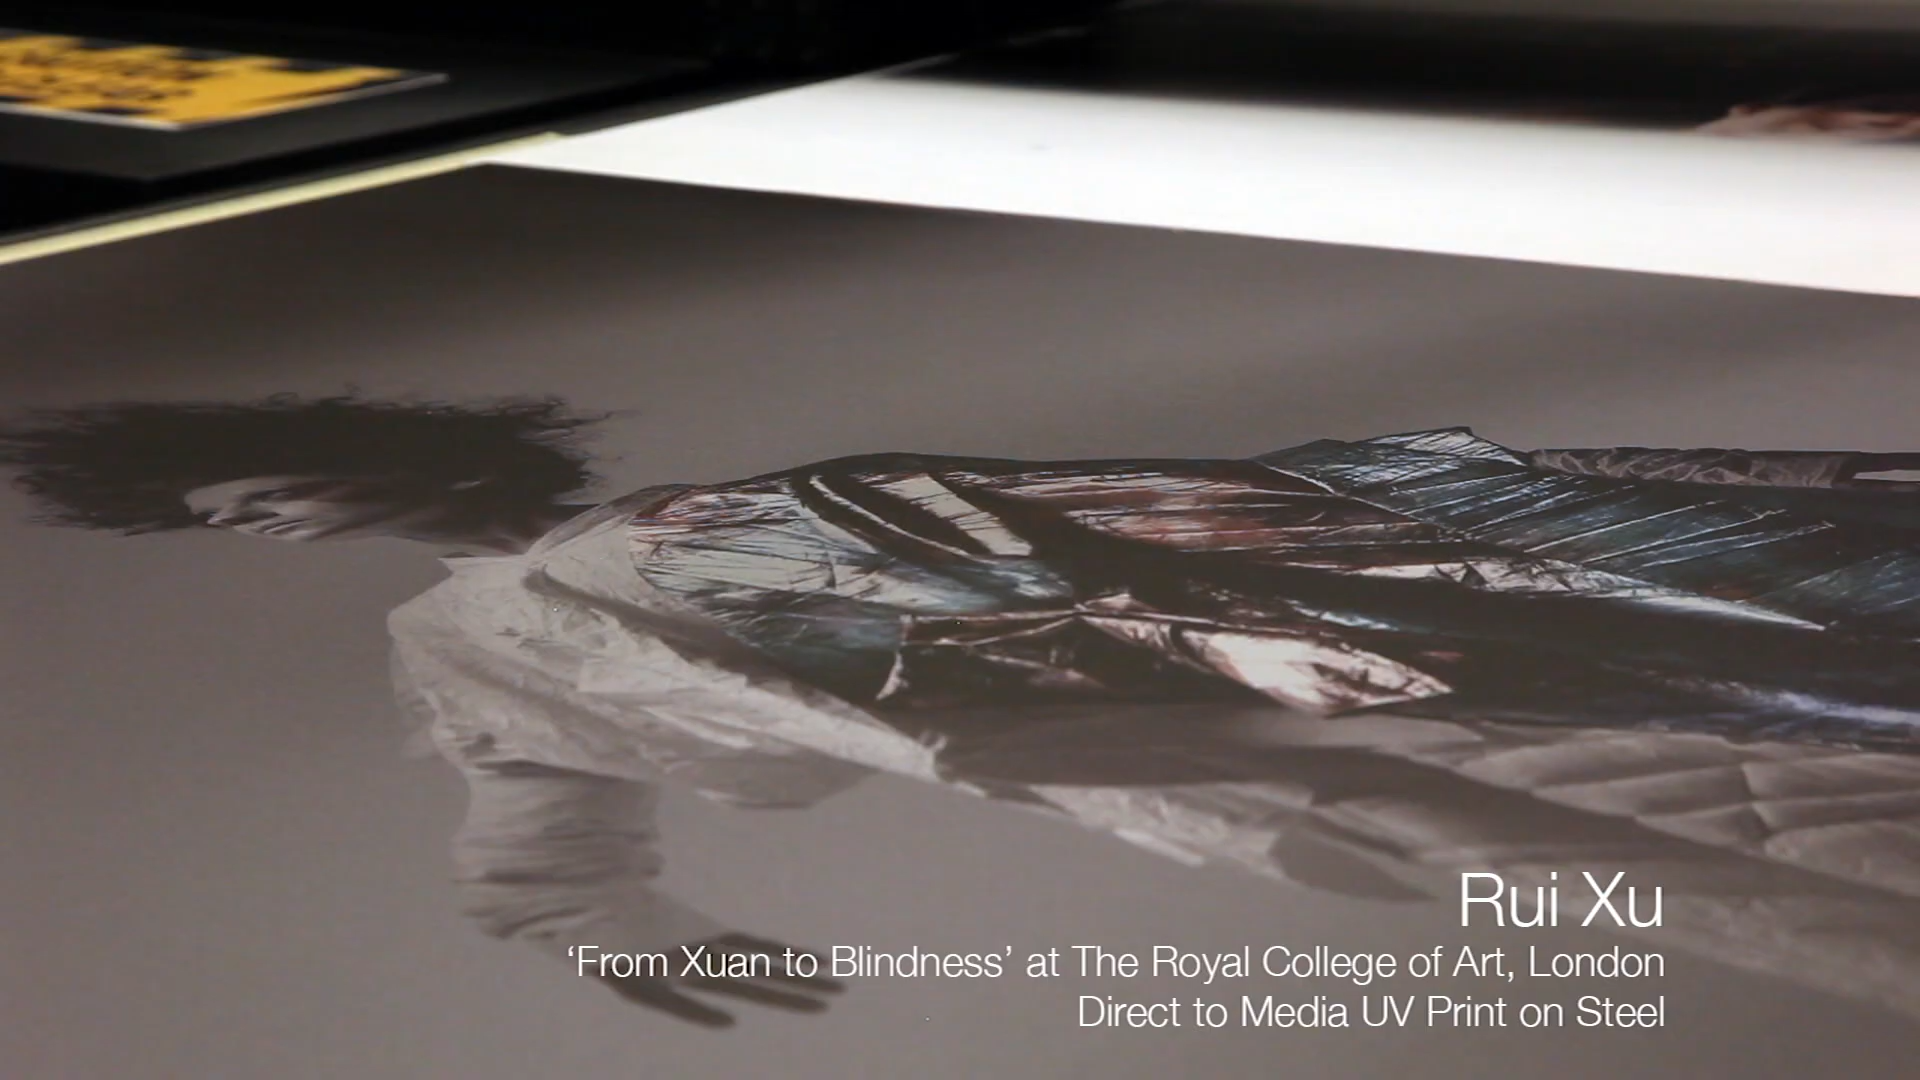 Rui Xu
‘From Xuan to Blindness’ at The Royal College of Art, London
Direct to Media UV Print on Steel